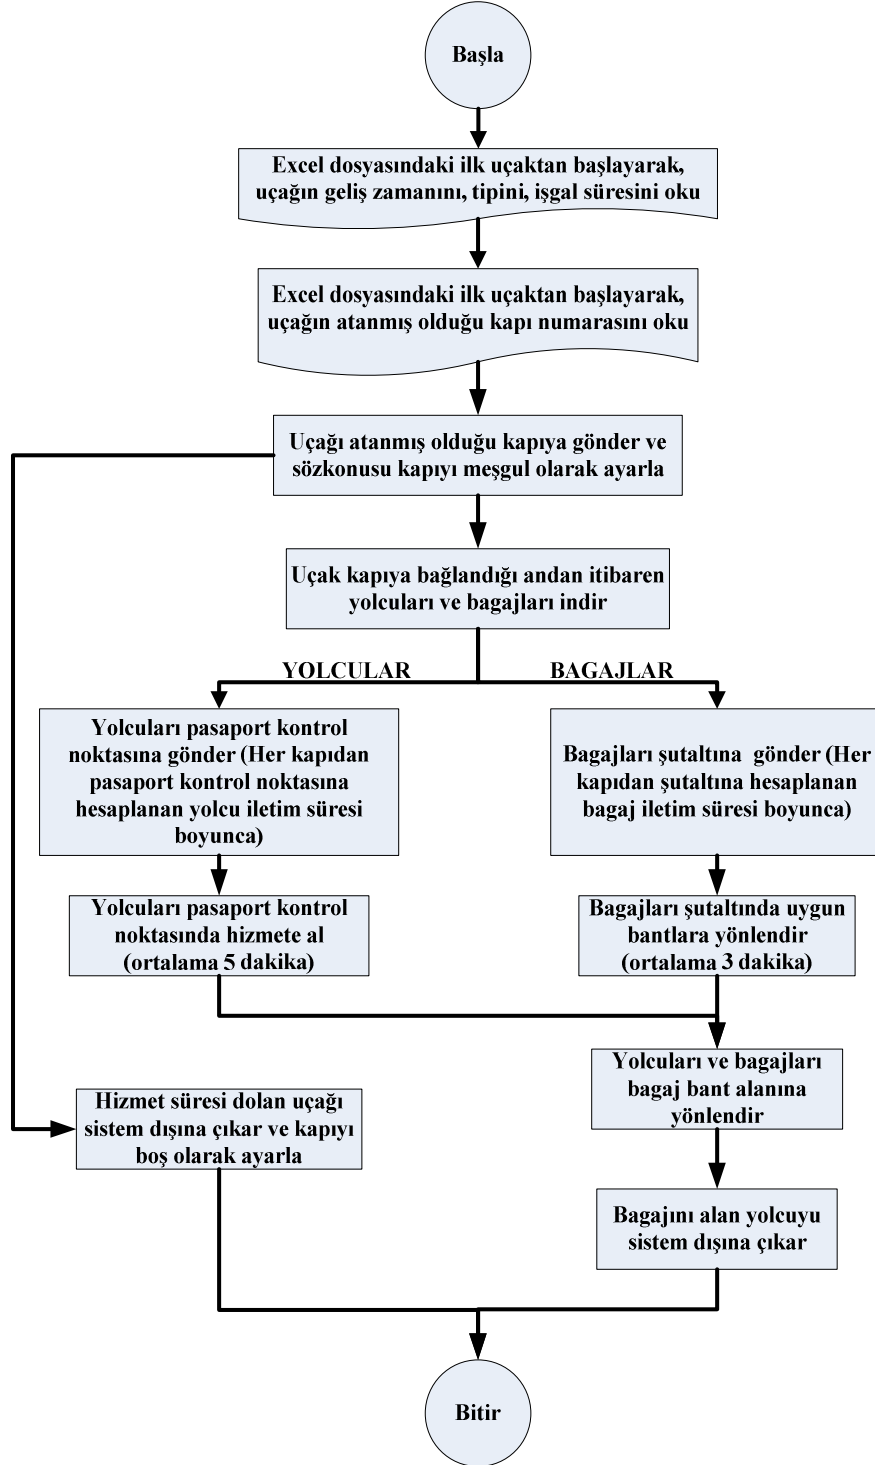 Başla
Excel dosyasındaki ilk uçaktan başlayarak,
uçağın geliş zamanını, tipini, işgal süresini oku
Excel dosyasındaki ilk uçaktan başlayarak,
uçağın atanmış olduğu kapı numarasını oku
Uçağı atanmış olduğu kapıya gönder ve
sözkonusu kapıyı meşgul olarak ayarla
Uçak kapıya bağlandığı andan itibaren
yolcuları ve bagajları indir
YOLCULAR
BAGAJLAR
Yolcuları pasaport kontrol
noktasına gönder (Her kapıdan
pasaport kontrol noktasına
hesaplanan yolcu iletim süresi
boyunca)
Bagajları şutaltına gönder (Her
kapıdan şutaltına hesaplanan
bagaj iletim süresi boyunca)
Yolcuları pasaport kontrol
noktasında hizmete al
(ortalama 5 dakika)
Bagajları şutaltında uygun
bantlara yönlendir
(ortalama 3 dakika)
Yolcuları ve bagajları
bagaj bant alanına
yönlendir
Hizmet süresi dolan uçağı
sistem dışına çıkar ve kapıyı
boş olarak ayarla
Bagajını alan yolcuyu
sistem dışına çıkar
Bitir